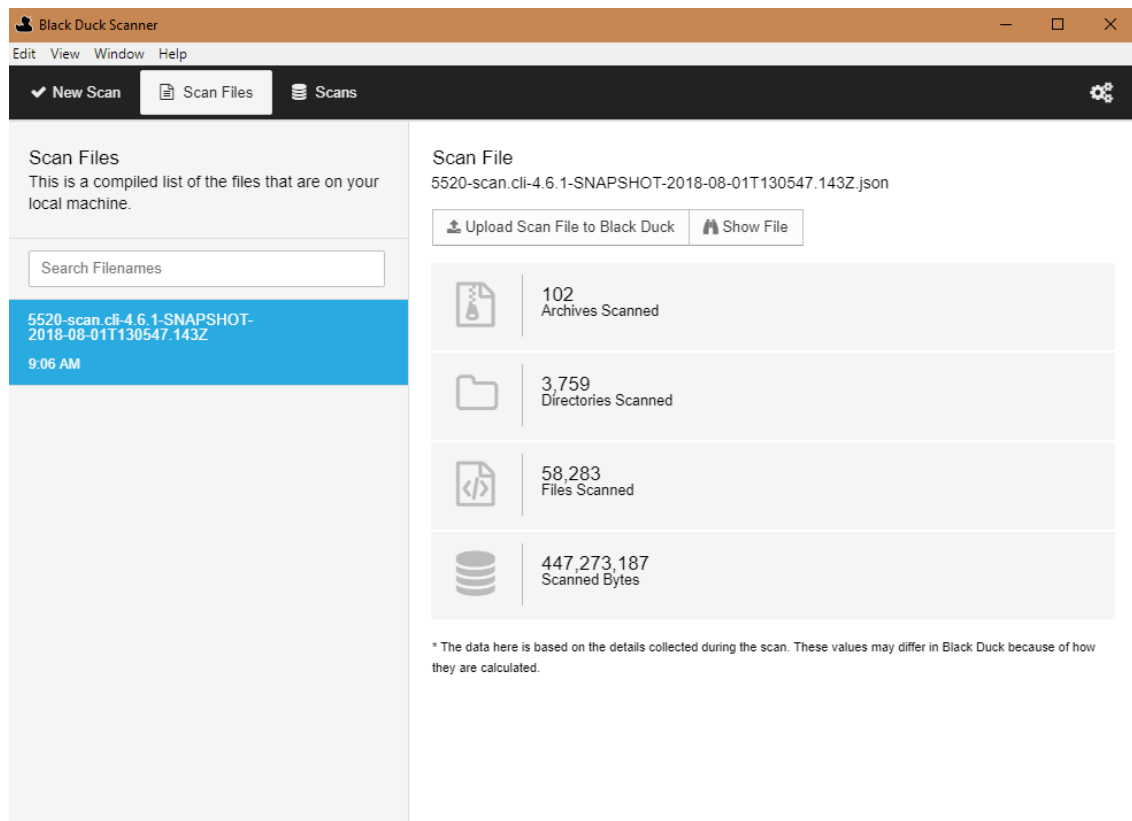 Black Duck Scanner
Edit View Window Help
New Scan Scan Files Scans
Scan Files
This is a compiled list of the files that are on your
local machine.
Search Filenames
5520-scan.cli-4.6.1-SNAPSHOT-
2018-08-01T130547.143Z
9:06 AM
Scan File
5520-scan.cli-4.6.1-SNAPSHOT-2018-08-01T130547.143Z.json
Upload Scan File to Black Duck Show File
102
Archives Scanned
3,759
Directories Scanned
58,283
Files Scanned
447,273,187
Scanned Bytes
* The data here is based on the details collected during the scan. These values may differ in Black Duck because of how
they are calculated.